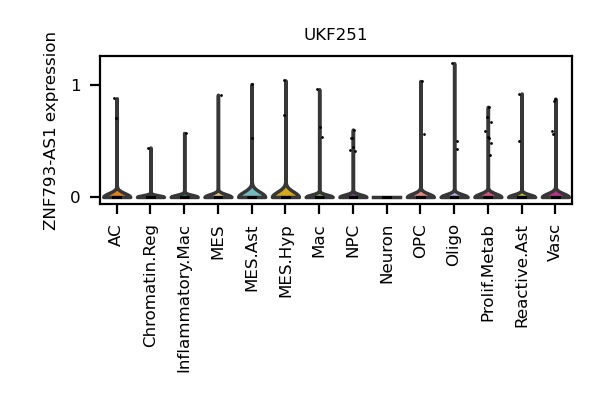 UKF251
ZNF793-AS1 expression
1
0
AC
Chromatin.Reg
Inflammatory.Mac
MES
MES.Ast
MES.Hyp
Mac
NPC
Neuron
OPC
Oligo
Prolif.Metab
Reactive.Ast
Vasc